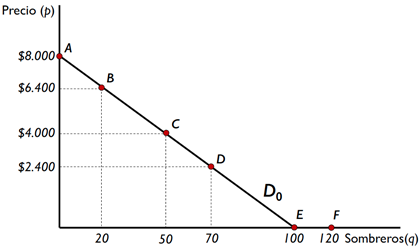 Precio (p)
$8.000
A
$6.400
B
$4.000
C
$2.400
D
D0
E
F
20
50
70
100
120
Sombreros(q)